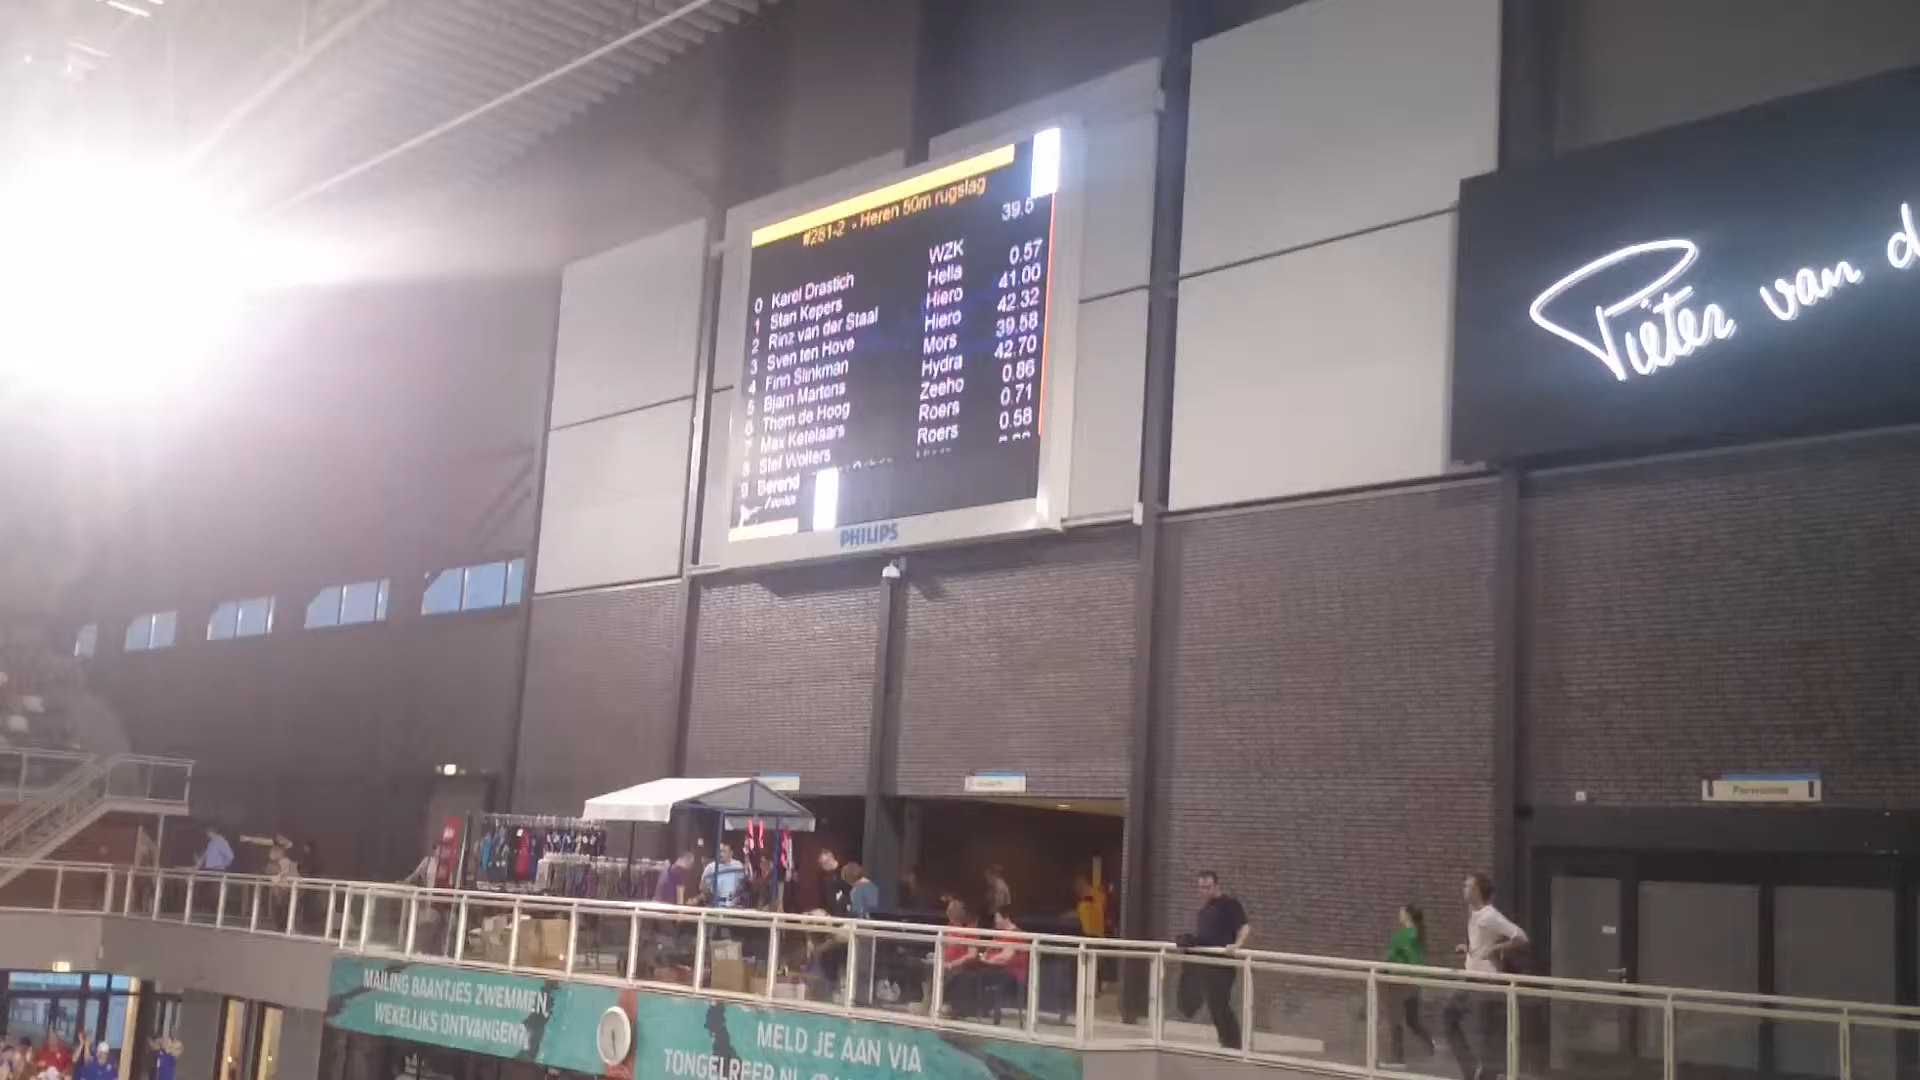 #281-2 - Heren 50m rugslag
39.5
0 Karel Drastich WZK 0.57
1 Stan Kepers Hella 41.00
2 Rinz van der Staal Hiero 42.32
3 Sven ten Hove Hiero 39.58
4 Finn Slinkman Mors 42.70
5 Bjarn Martens Hydra 0.86
6 Thom de Hoog Zeeho 0.71
7 Max Ketelaars Roers 0.58
8 Stef Wolters Roers
9 Berend
PHILIPS
Pieter van d
MAILING BAANTJES ZWEMMEN
WEKELIJKS ONTVANGEN?
MELD JE AAN VIA